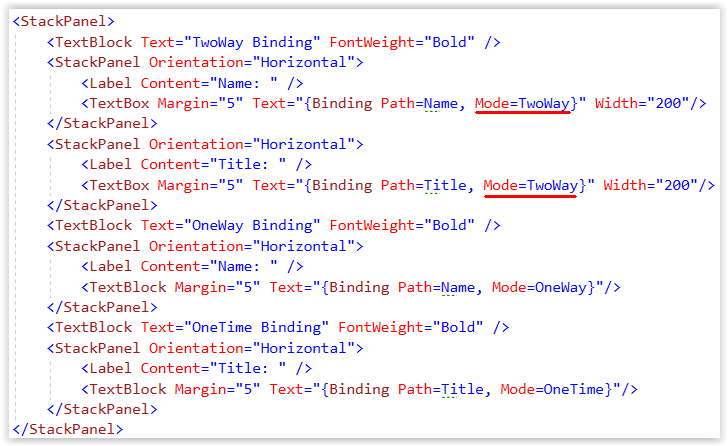 <StackPanel>
    <TextBlock Text="TwoWay Binding" FontWeight="Bold" />
    <StackPanel Orientation="Horizontal">
        <Label Content="Name: " />
        <TextBox Margin="5" Text="{Binding Path=Name, Mode=TwoWay}" Width="200"/>
    </StackPanel>
    <StackPanel Orientation="Horizontal">
        <Label Content="Title: " />
        <TextBox Margin="5" Text="{Binding Path=Title, Mode=TwoWay}" Width="200"/>
    </StackPanel>
    <TextBlock Text="OneWay Binding" FontWeight="Bold" />
    <StackPanel Orientation="Horizontal">
        <Label Content="Name: " />
        <TextBlock Margin="5" Text="{Binding Path=Name, Mode=OneWay}"/>
    </StackPanel>
    <TextBlock Text="OneTime Binding" FontWeight="Bold" />
    <StackPanel Orientation="Horizontal">
        <Label Content="Title: " />
        <TextBlock Margin="5" Text="{Binding Path=Title, Mode=OneTime}"/>
    </StackPanel>
</StackPanel>